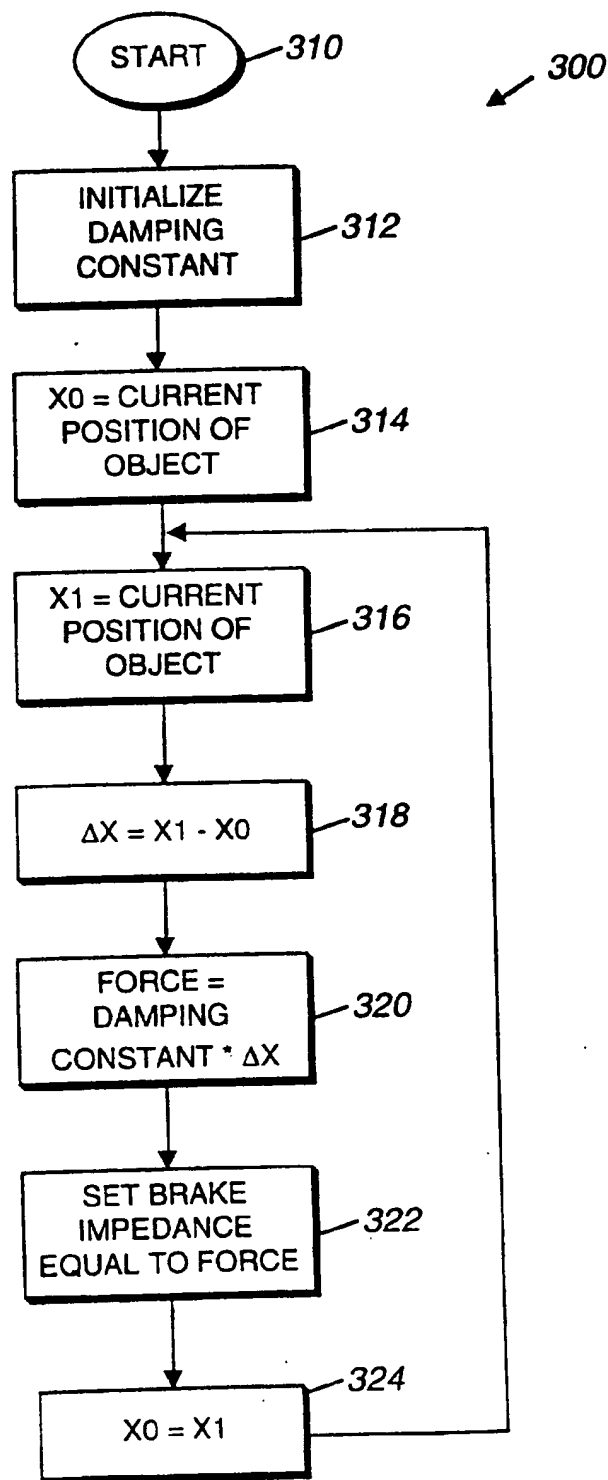 START
310
300
INITIALIZE
DAMPING
CONSTANT
312
X0 = CURRENT
POSITION OF
OBJECT
314
X1 = CURRENT
POSITION OF
OBJECT
316
ΔX = X1 - X0
318
FORCE =
DAMPING
CONSTANT * ΔX
320
SET BRAKE
IMPEDANCE
EQUAL TO FORCE
322
X0 = X1
324